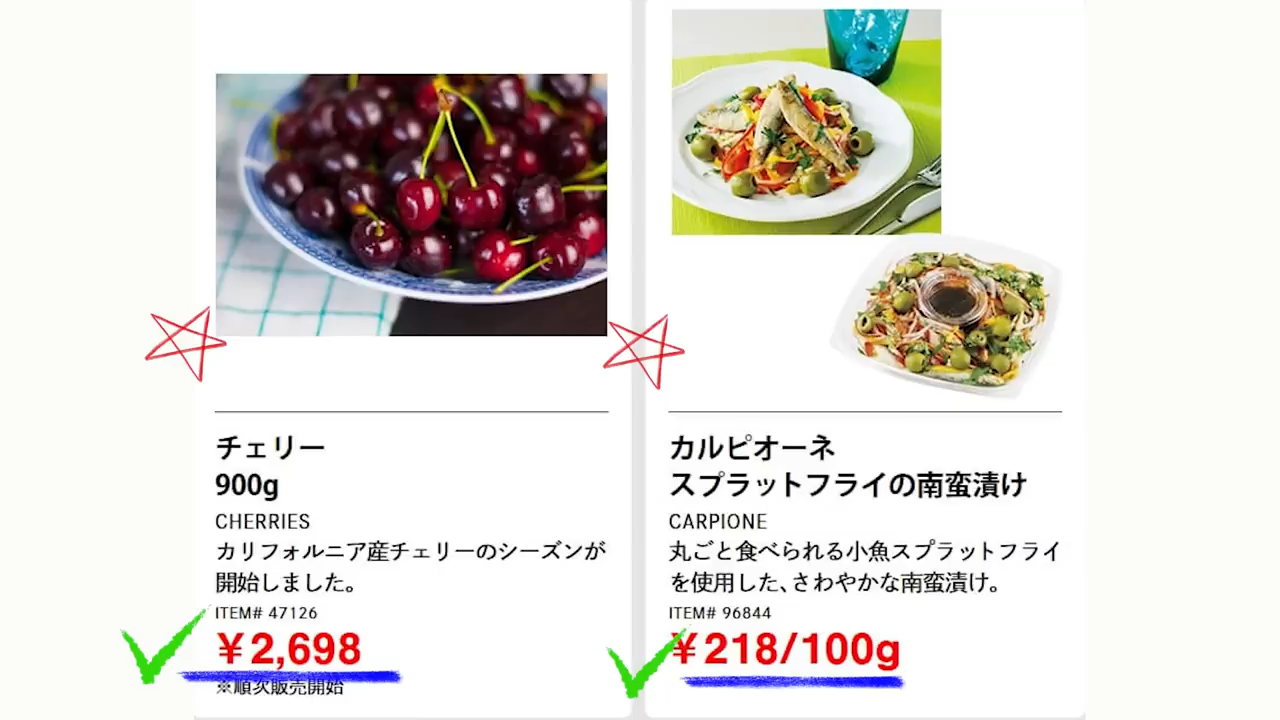 チェリー
900g
CHERRIES
カリフォルニア産チェリーのシーズンが
開始しました。
ITEM# 47126
￥2,698
※順次販売開始
カルピオーネ
スプラットフライの南蛮漬け
CARPIONE
丸ごと食べられる小魚スプラットフライ
を使用した、さわやかな南蛮漬け。
ITEM# 96844
￥218/100g